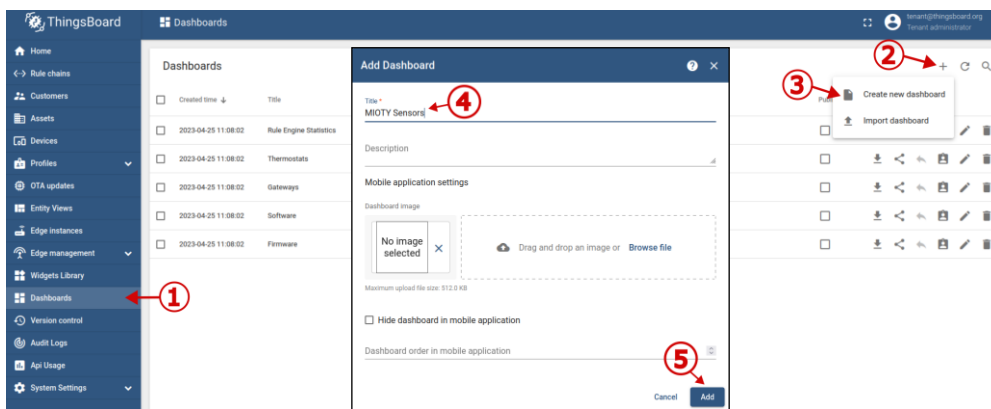 ThingsBoard
Dashboards
tenant@thingsboard.org
Tenant administrator
Home
Rule chains
Customers
Assets
Devices
Profiles
OTA updates
Entity Views
Edge instances
Edge management
Widgets Library
Dashboards
Version control
Audit Logs
Api Usage
System Settings
1
Dashboards
2
Created time ↓ Title
2023-04-25 11:08:02 Rule Engine Statistics
2023-04-25 11:08:02 Thermostats
2023-04-25 11:08:02 Gateways
2023-04-25 11:08:02 Software
2023-04-25 11:08:02 Firmware
Add Dashboard
Title *
MIOTY Sensors
4
Description
Mobile application settings
Dashboard image
No image
selected
Drag and drop an image or Browse file
Maximum upload file size: 512.0 KB
Hide dashboard in mobile application
Dashboard order in mobile application
5
Cancel Add
3
Create new dashboard
Import dashboard